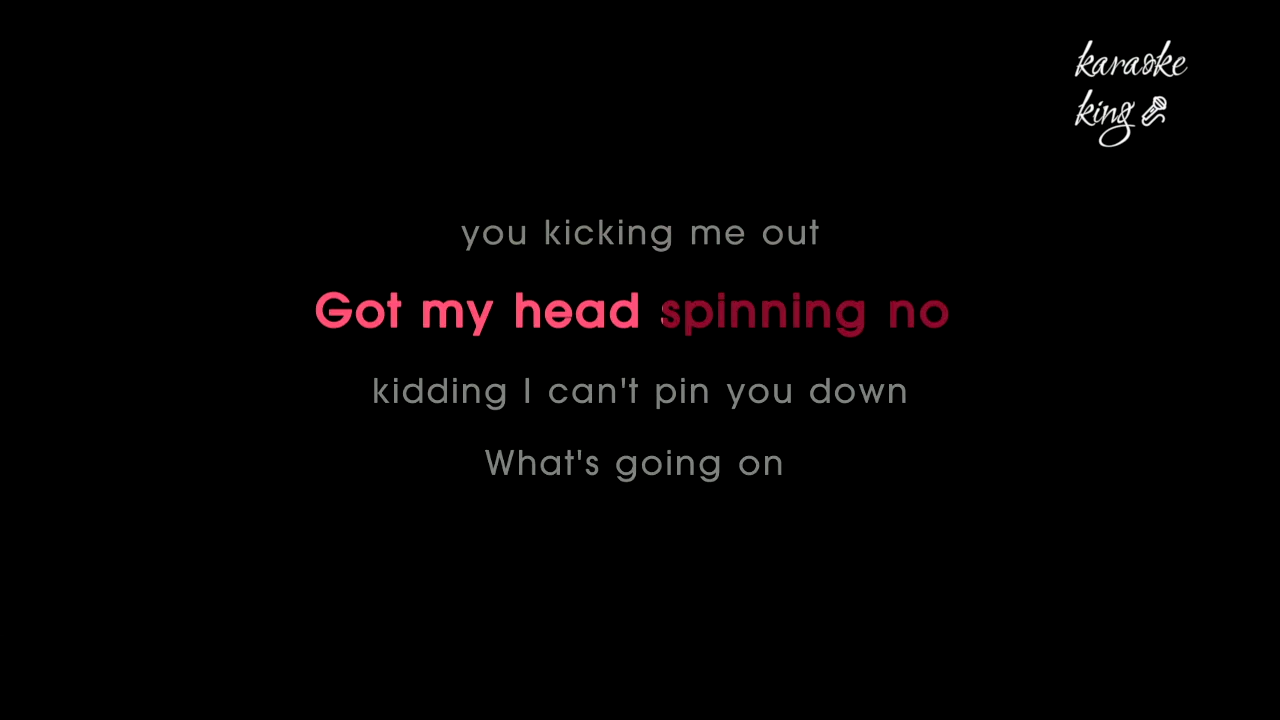 karaoke
king
you kicking me out
Got my head spinning no
kidding I can't pin you down
What's going on